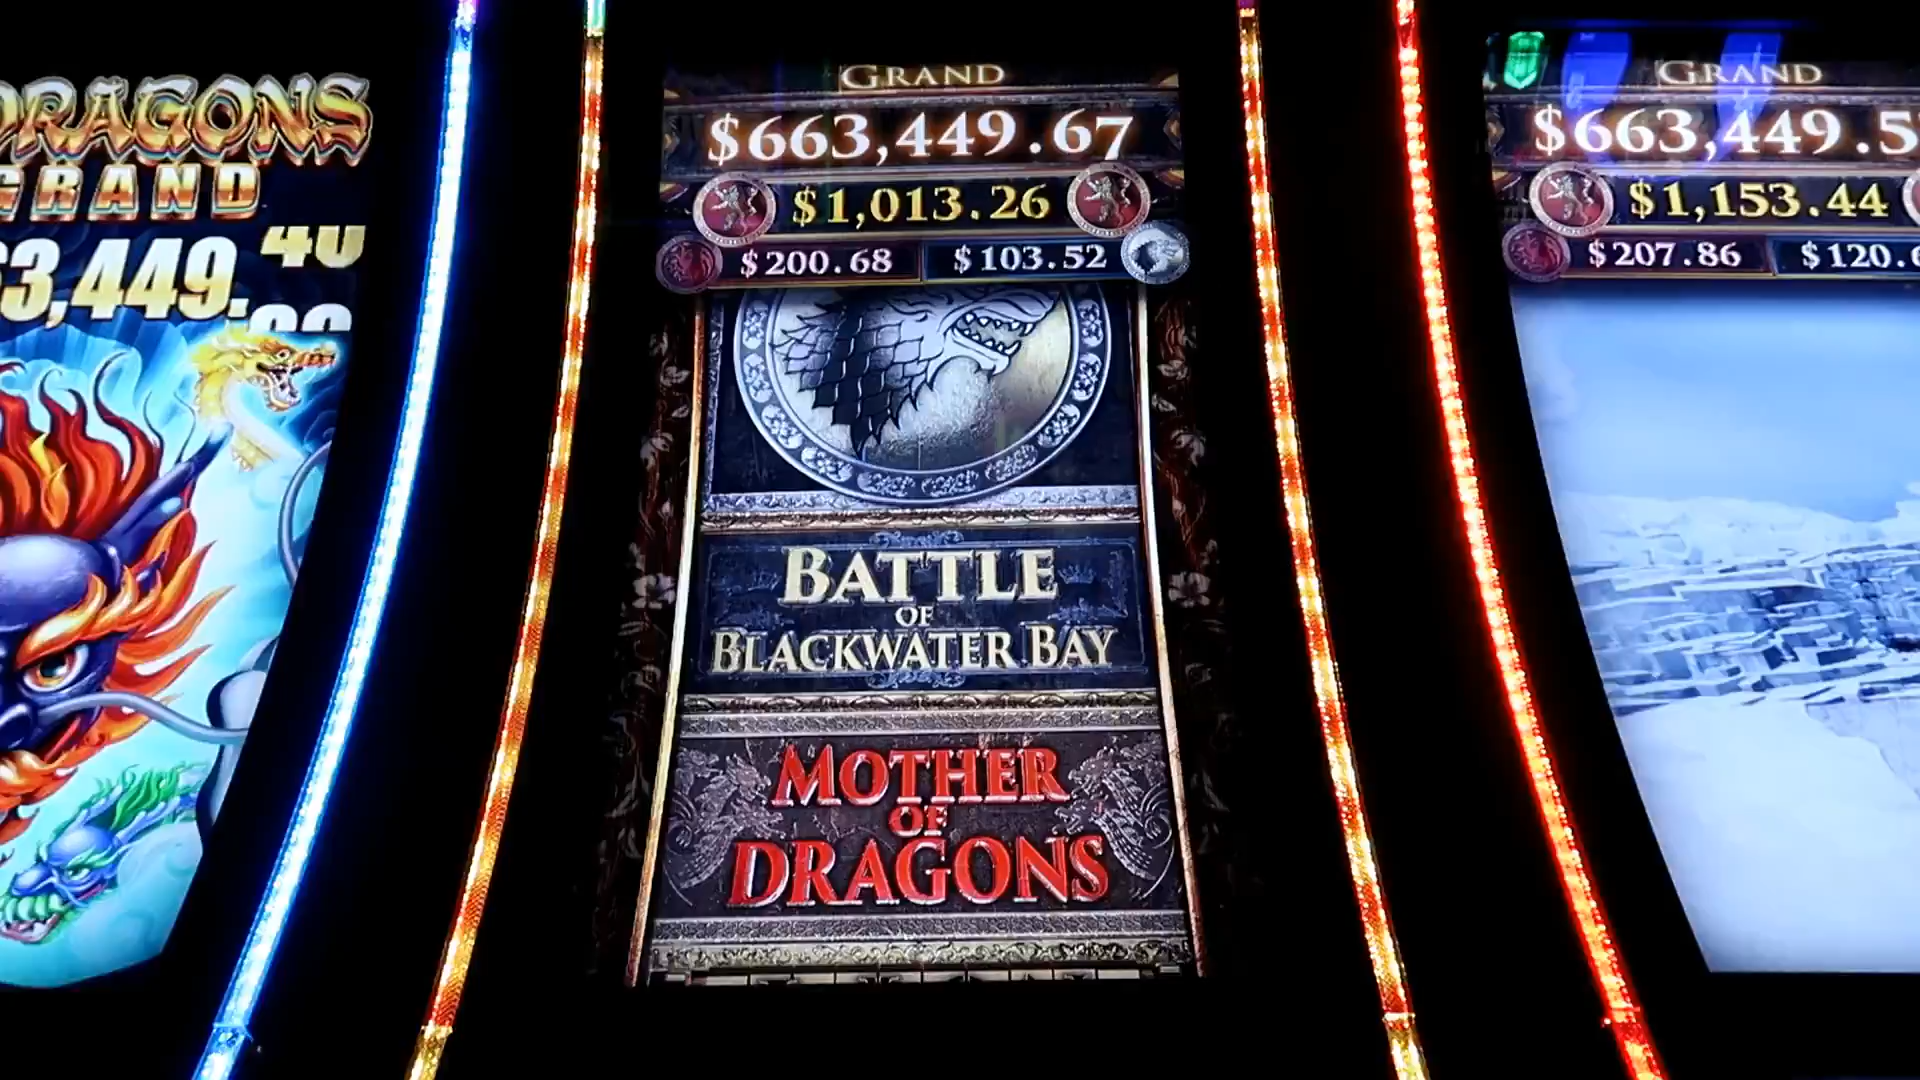 DRAGONS
GRAND
3,449.
40
GRAND
$663,449.67
$1,013.26
$200.68
$103.52
BATTLE
OF
BLACKWATER BAY
MOTHER
OF
DRAGONS
GRAND
$663,449.5
$1,153.44
$207.86
$120.